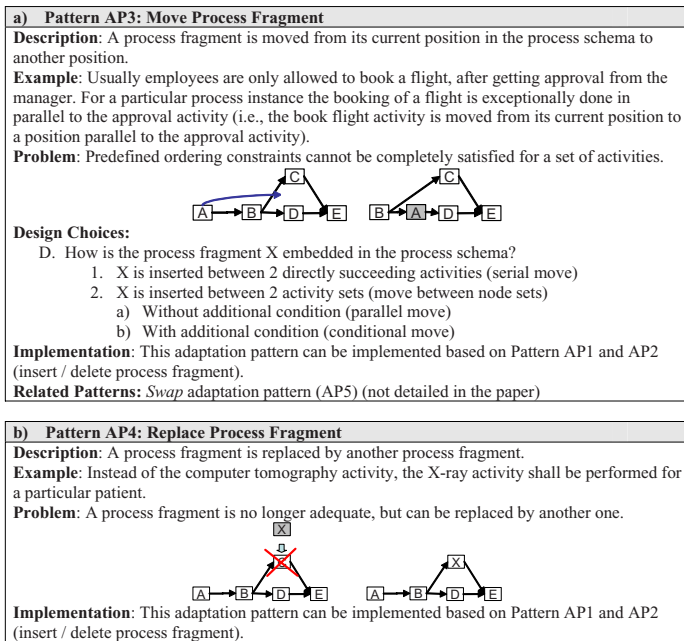 a) Pattern AP3: Move Process Fragment
Description: A process fragment is moved from its current position in the process schema to
another position.
Example: Usually employees are only allowed to book a flight, after getting approval from the
manager. For a particular process instance the booking of a flight is exceptionally done in
parallel to the approval activity (i.e., the book flight activity is moved from its current position to
a position parallel to the approval activity).
Problem: Predefined ordering constraints cannot be completely satisfied for a set of activities.
C C
A B D E B A D E
Design Choices:
D. How is the process fragment X embedded in the process schema?
1. X is inserted between 2 directly succeeding activities (serial move)
2. X is inserted between 2 activity sets (move between node sets)
a) Without additional condition (parallel move)
b) With additional condition (conditional move)
Implementation: This adaptation pattern can be implemented based on Pattern AP1 and AP2
(insert / delete process fragment).
Related Patterns: Swap adaptation pattern (AP5) (not detailed in the paper)
b) Pattern AP4: Replace Process Fragment
Description: A process fragment is replaced by another process fragment.
Example: Instead of the computer tomography activity, the X-ray activity shall be performed for
a particular patient.
Problem: A process fragment is no longer adequate, but can be replaced by another one.
X
C X
A B D E A B D E
Implementation: This adaptation pattern can be implemented based on Pattern AP1 and AP2
(insert / delete process fragment).